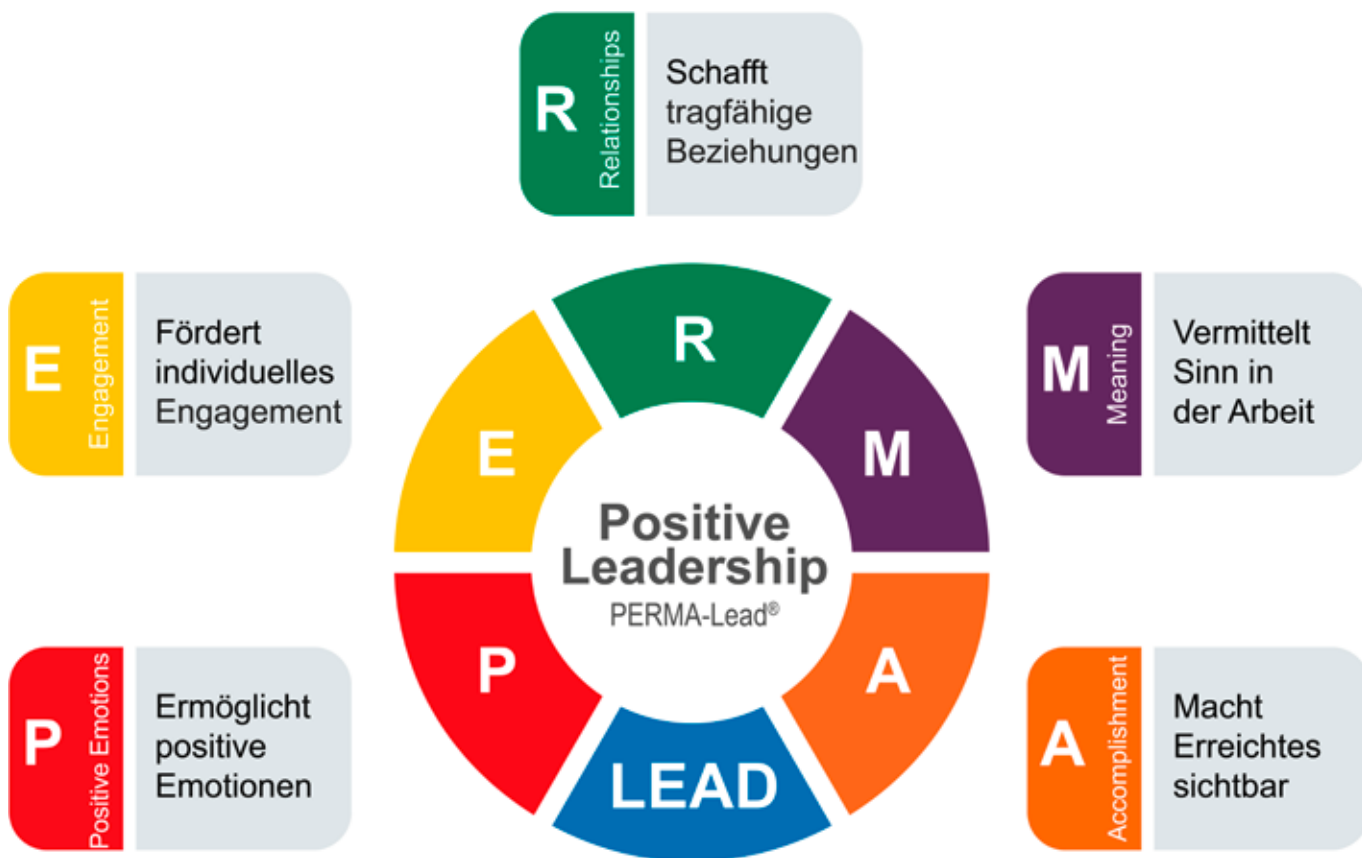 R
Relationships
Schafft
tragfähige
Beziehungen
E
Engagement
Fördert
individuelles
Engagement
M
Meaning
Vermittelt
Sinn in
der Arbeit
R
E
M
Positive
Leadership
PERMA-Lead®
P
A
LEAD
P
Positive Emotions
Ermöglicht
positive
Emotionen
A
Accomplishment
Macht
Erreichtes
sichtbar